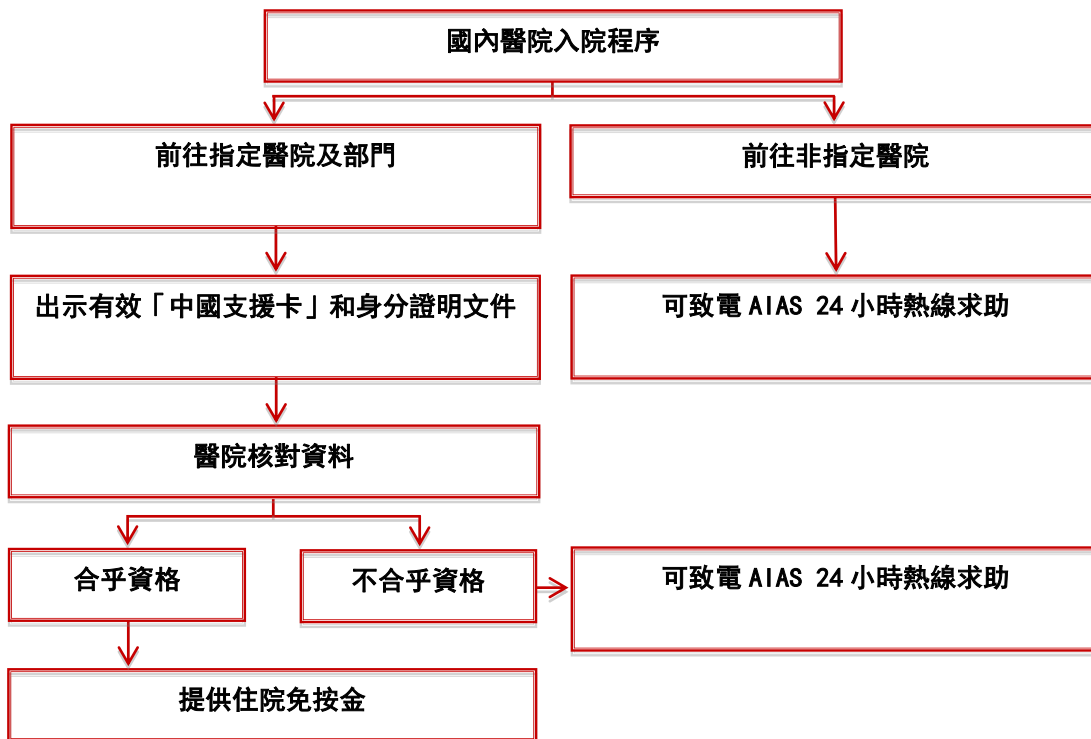 國內醫院入院程序
前往指定醫院及部門
前往非指定醫院
出示有效「中國支援卡」和身分證明文件
可致電 AIAS 24 小時熱線求助
醫院核對資料
合乎資格
不合乎資格
可致電 AIAS 24 小時熱線求助
提供住院免按金